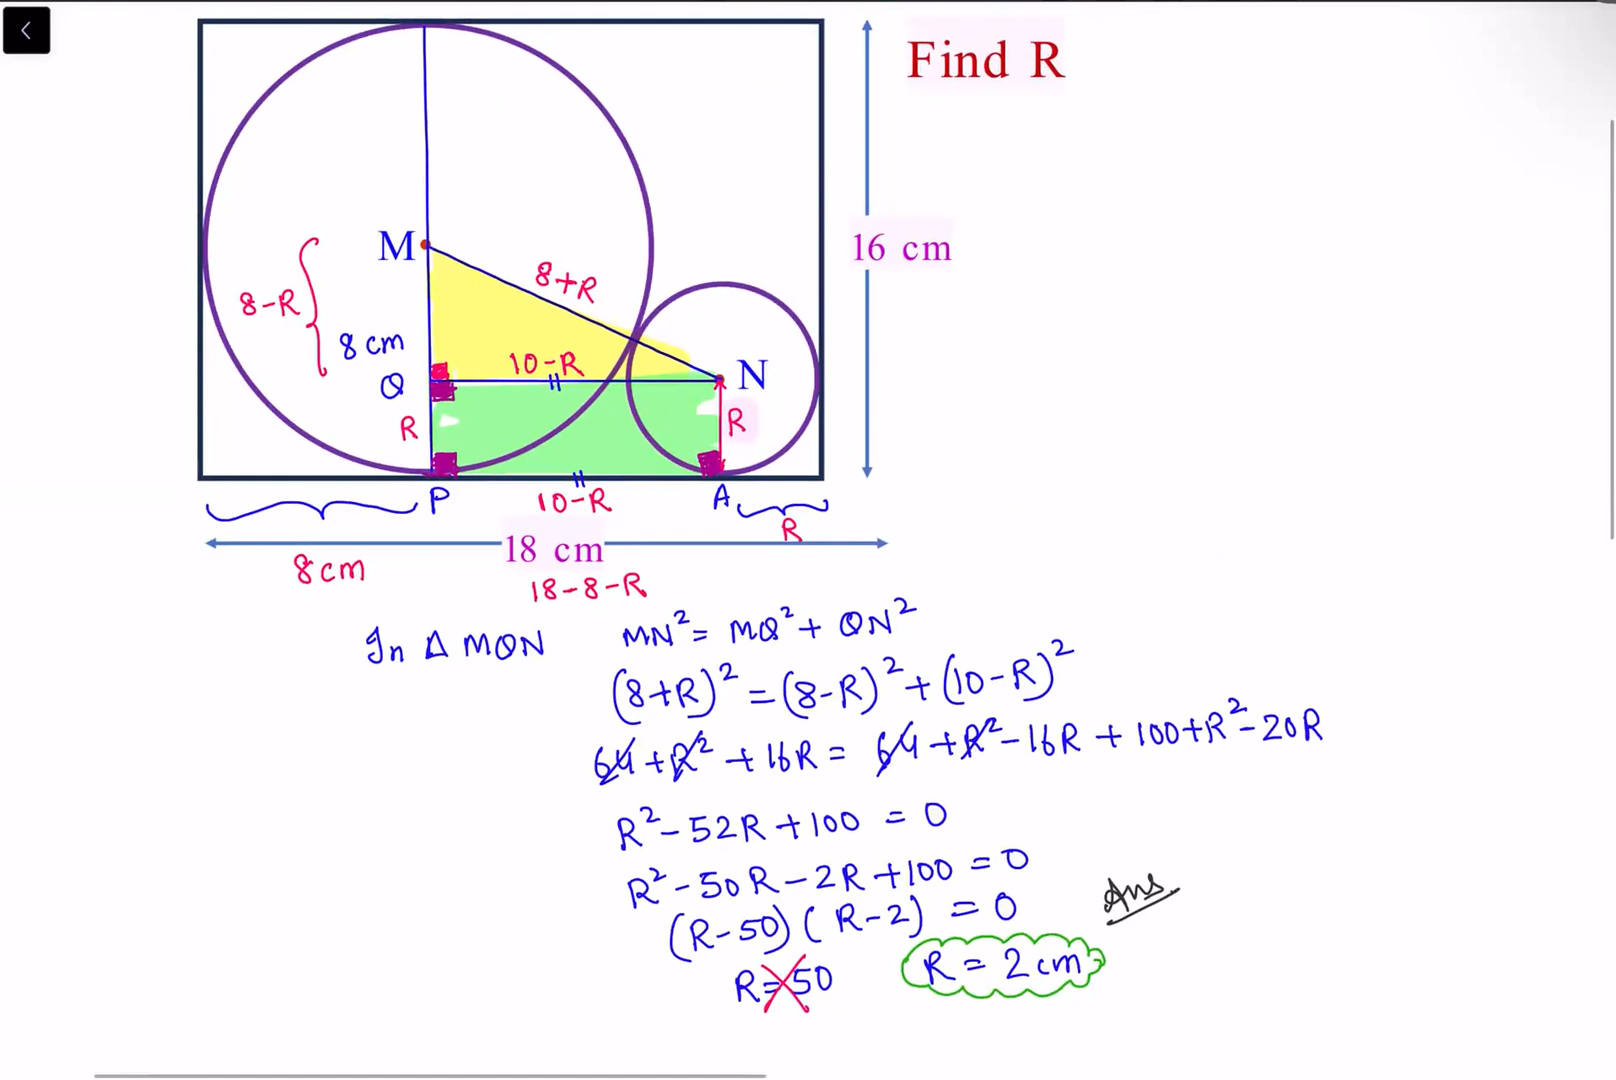 Find R
M
8+R
16 cm
8-R
8 cm
10-R
N
Q
R
R
P
10-R
A
R
18 cm
8cm
18-8-R
In Δ MQN MN² = MQ² + QN²
(8+R)² = (8-R)² + (10-R)²
64 + R² + 16R = 64 + R² - 16R + 100 + R² - 20R
R² - 52R + 100 = 0
R² - 50R - 2R + 100 = 0
(R-50) (R-2) = 0
Ans
R = 50 R = 2 cm